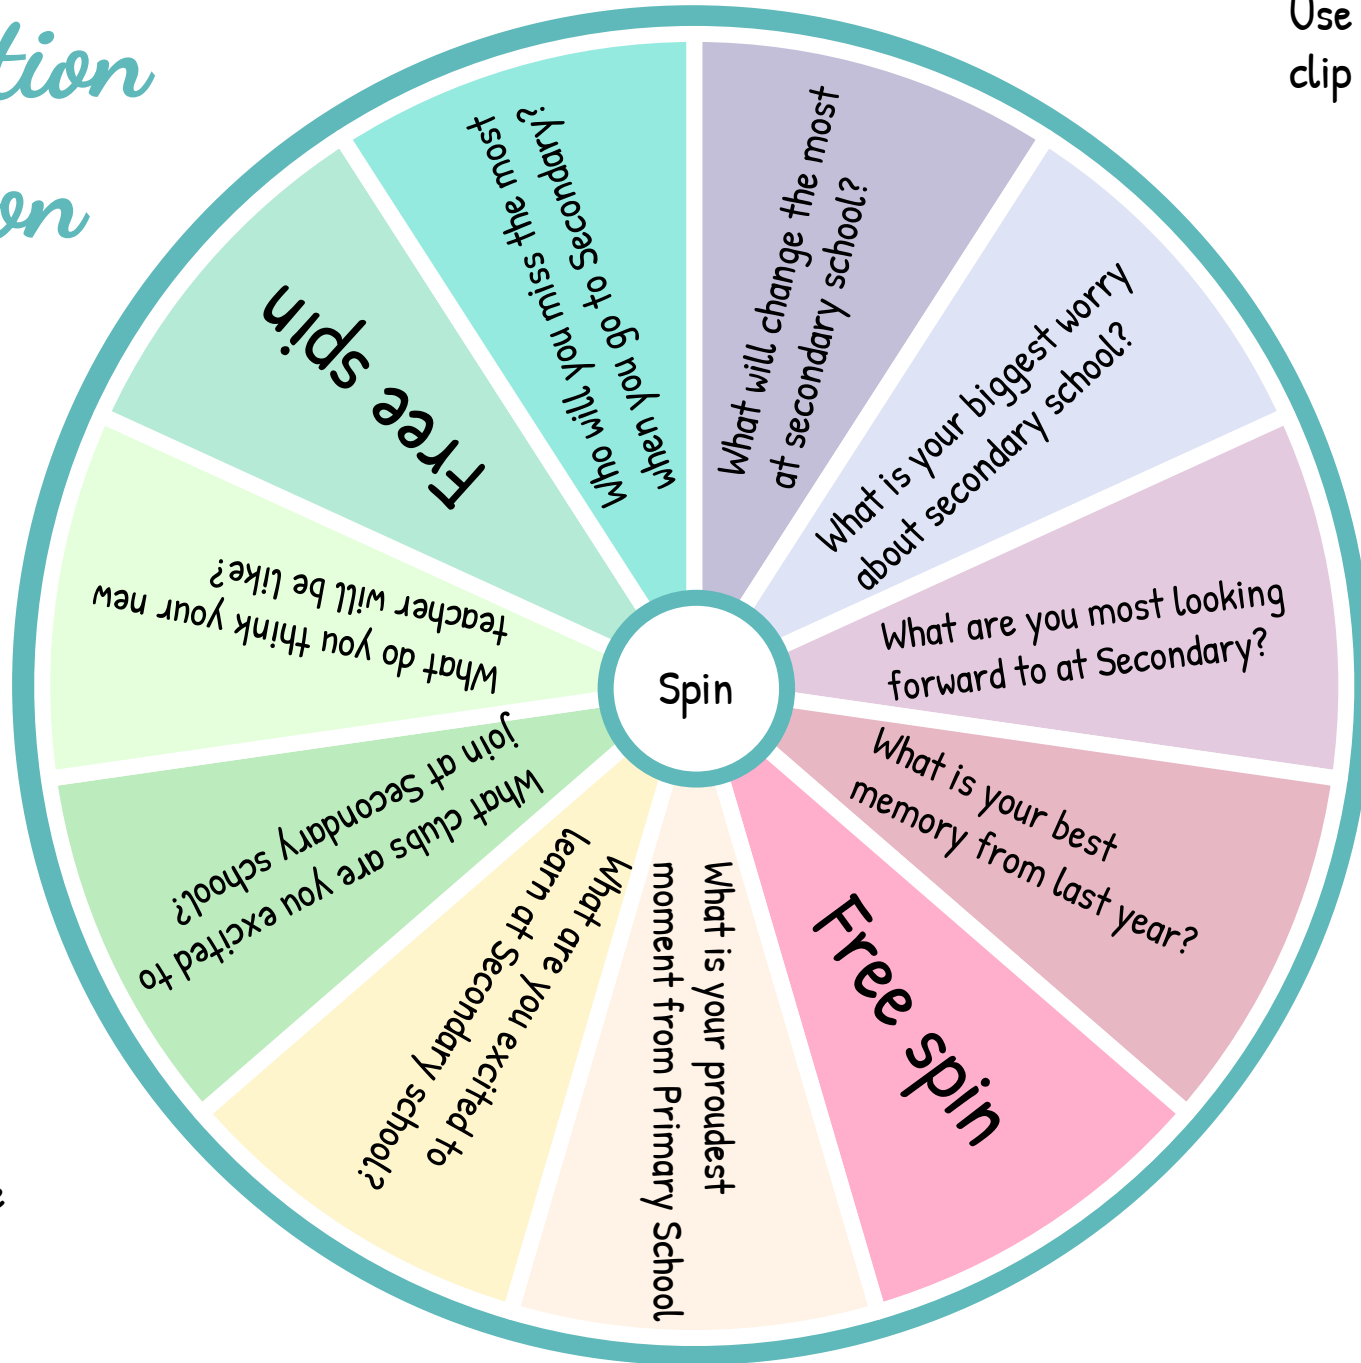 tion
on
Use
clip
What will change the most
at secondary school?
What is your biggest worry
about secondary school?
What are you most looking
forward to at Secondary?
What is your best
memory from last year?
Free spin
What is your proudest
moment from Primary School
What are you excited to
learn at Secondary school?
What clubs are you excited to
join at Secondary school?
What do you think your new
teacher will be like?
Free spin
Who will you miss the most
when you go to Secondary?
Spin